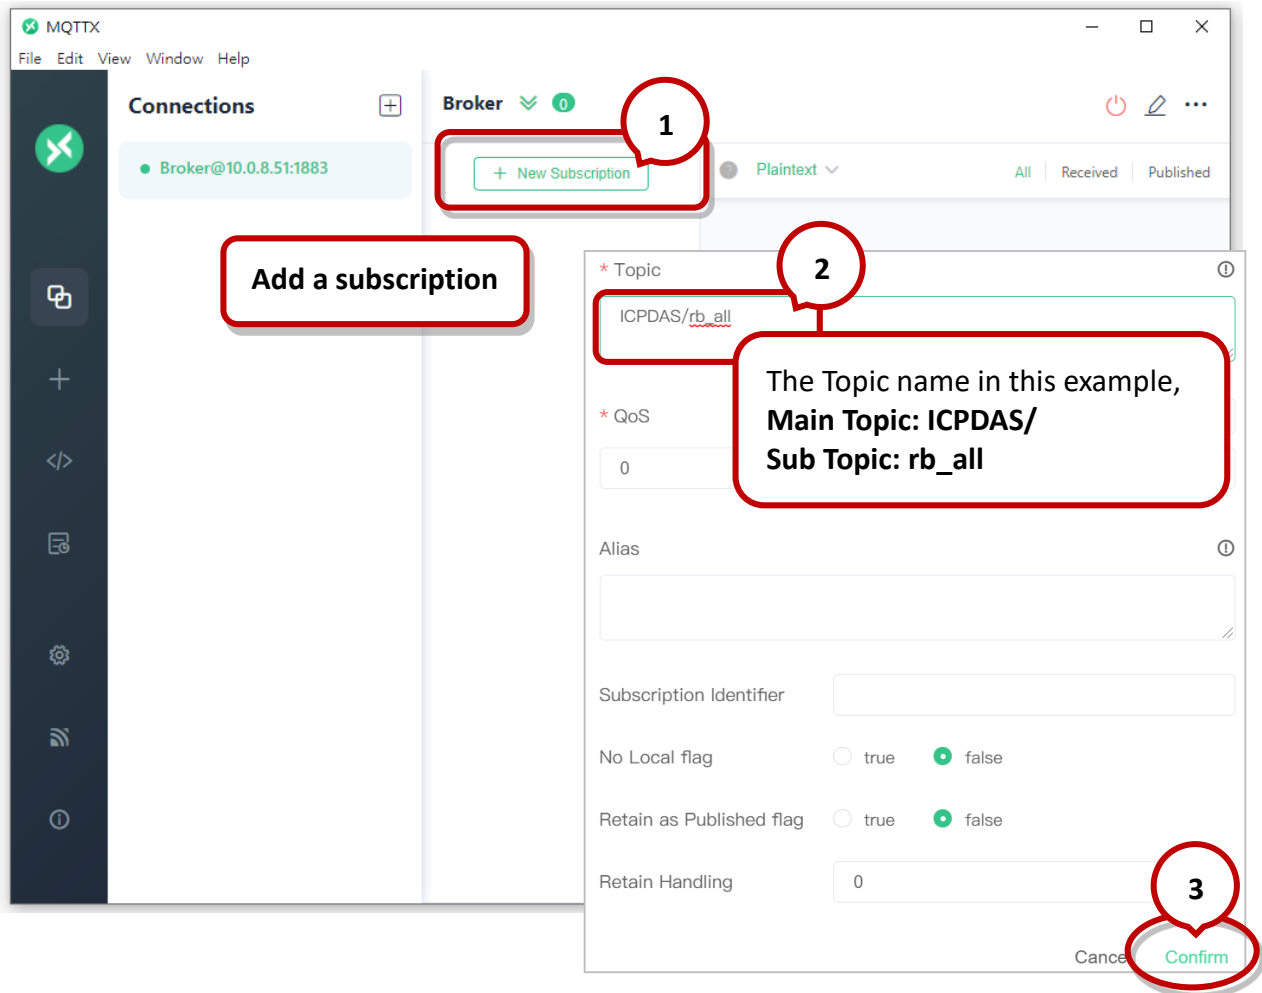 MQTTX
File Edit View Window Help
Connections
Broker 0
1
Broker@10.0.8.51:1883
+ New Subscription
Plaintext
All Received Published
Add a subscription
* Topic
2
ICPDAS/rb_all
The Topic name in this example,
Main Topic: ICPDAS/
Sub Topic: rb_all
* QoS
0
Alias
Subscription Identifier
No Local flag true false
Retain as Published flag true false
Retain Handling 0
3
Cance Confirm